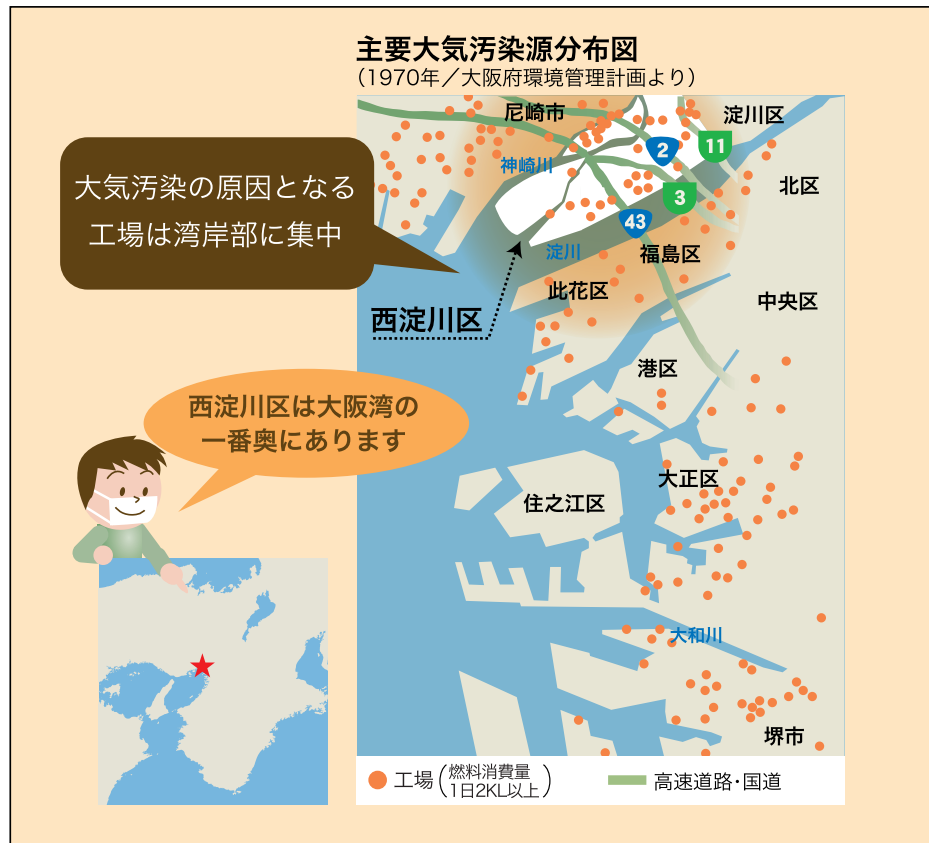 主要大気汚染源分布図
（1970年／大阪府環境管理計画より）
大気汚染の原因となる
工場は湾岸部に集中
尼崎市
淀川区
11
2
神崎川
北区
3
43
淀川
福島区
此花区
中央区
西淀川区
港区
西淀川区は大阪湾の
一番奥にあります
大正区
住之江区
大和川
堺市
工場（燃料消費量
1日2KL以上）
高速道路・国道